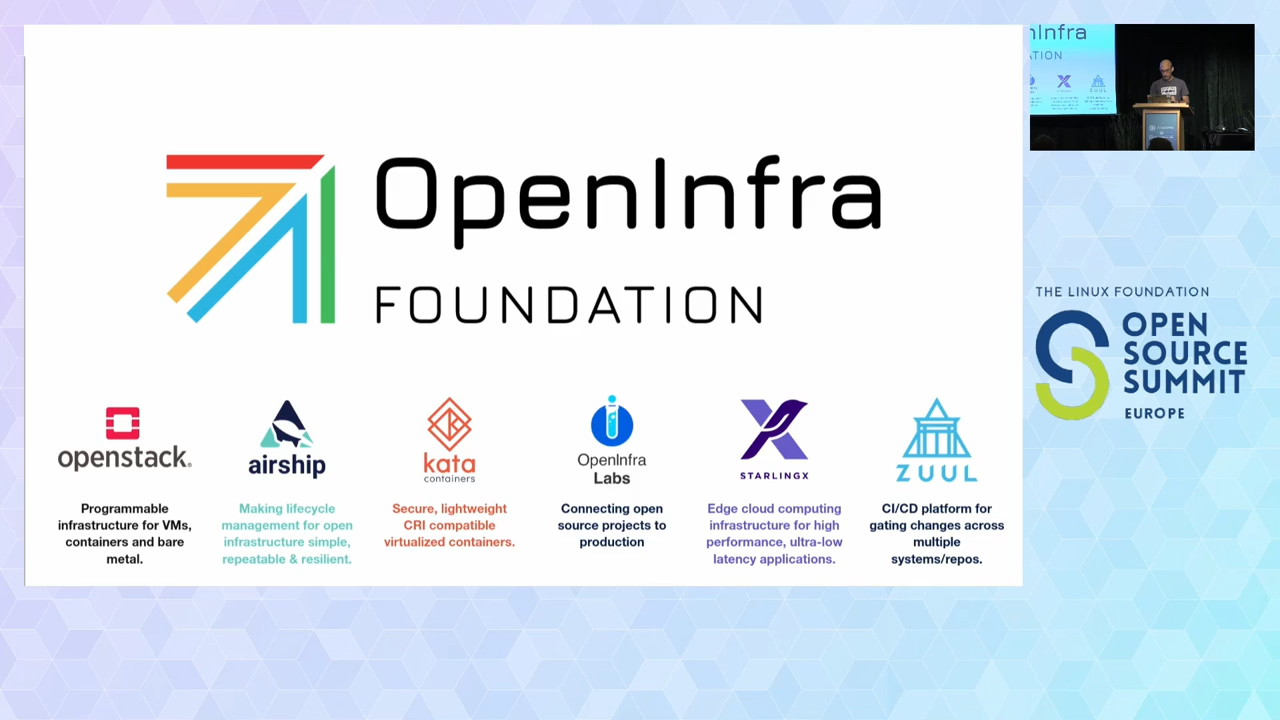 OpenInfra
FOUNDATION
openstack.
airship
kata
containers
OpenInfra
Labs
STARLINGX
ZUUL
Programmable
infrastructure for VMs,
containers and bare
metal.
Making lifecycle
management for open
infrastructure simple,
repeatable & resilient.
Secure, lightweight
CRI compatible
virtualized containers.
Connecting open
source projects to
production
Edge cloud computing
infrastructure for high
performance, ultra-low
latency applications.
CI/CD platform for
gating changes across
multiple
systems/repos.
nInfra
ATION
ZUUL
THE LINUX FOUNDATION
OPEN
SOURCE
SUMMIT
EUROPE